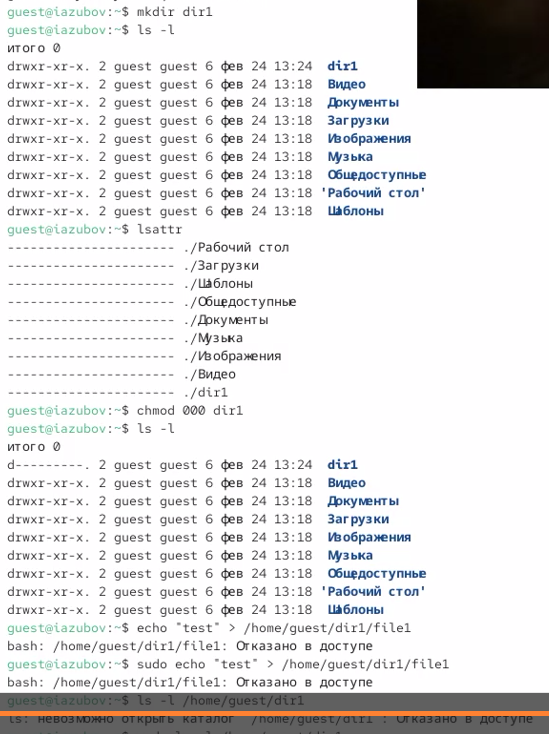 guest@iazubov:~$ mkdir dir1
guest@iazubov:~$ ls -l
итого 0
drwxr-xr-x. 2 guest guest 6 фев 24 13:24  dir1
drwxr-xr-x. 2 guest guest 6 фев 24 13:18  Видео
drwxr-xr-x. 2 guest guest 6 фев 24 13:18  Документы
drwxr-xr-x. 2 guest guest 6 фев 24 13:18  Загрузки
drwxr-xr-x. 2 guest guest 6 фев 24 13:18  Изображения
drwxr-xr-x. 2 guest guest 6 фев 24 13:18  Музыка
drwxr-xr-x. 2 guest guest 6 фев 24 13:18  Общедоступные
drwxr-xr-x. 2 guest guest 6 фев 24 13:18 'Рабочий стол'
drwxr-xr-x. 2 guest guest 6 фев 24 13:18  Шаблоны
guest@iazubov:~$ lsattr
---------------------- ./Рабочий стол
---------------------- ./Загрузки
---------------------- ./Шаблоны
---------------------- ./Общедоступные
---------------------- ./Документы
---------------------- ./Музыка
---------------------- ./Изображения
---------------------- ./Видео
---------------------- ./dir1
guest@iazubov:~$ chmod 000 dir1
guest@iazubov:~$ ls -l
итого 0
d---------. 2 guest guest 6 фев 24 13:24  dir1
drwxr-xr-x. 2 guest guest 6 фев 24 13:18  Видео
drwxr-xr-x. 2 guest guest 6 фев 24 13:18  Документы
drwxr-xr-x. 2 guest guest 6 фев 24 13:18  Загрузки
drwxr-xr-x. 2 guest guest 6 фев 24 13:18  Изображения
drwxr-xr-x. 2 guest guest 6 фев 24 13:18  Музыка
drwxr-xr-x. 2 guest guest 6 фев 24 13:18  Общедоступные
drwxr-xr-x. 2 guest guest 6 фев 24 13:18 'Рабочий стол'
drwxr-xr-x. 2 guest guest 6 фев 24 13:18  Шаблоны
guest@iazubov:~$ echo "test" > /home/guest/dir1/file1
bash: /home/guest/dir1/file1: Отказано в доступе
guest@iazubov:~$ sudo echo "test" > /home/guest/dir1/file1
bash: /home/guest/dir1/file1: Отказано в доступе
guest@iazubov:~$ ls -l /home/guest/dir1
ls: невозможно открыть каталог '/home/guest/dir1': Отказано в доступе